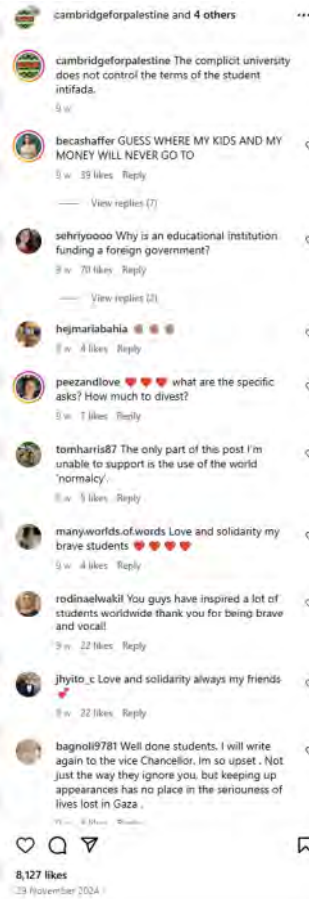 cambridgeforpalestine and 4 others
cambridgeforpalestine The complicit university
does not control the terms of the student
intifada.
9 w
becashaffer GUESS WHERE MY KIDS AND MY
MONEY WILL NEVER GO TO
9 w 39 likes Reply
View replies (7)
sehriyoooo Why is an educational institution
funding a foreign government?
9 w 70 likes Reply
View replies (2)
hejmariabahia
9 w 4 likes Reply
peezandlove ❤️ ❤️ ❤️ what are the specific
asks? How much to divest?
9 w 7 likes Reply
tomharris87 The only part of this post I'm
unable to support is the use of the world
'normalcy'.
9 w 5 likes Reply
many.worlds.of.words Love and solidarity my
brave students ❤️ ❤️ ❤️ ❤️
9 w 4 likes Reply
rodinaelwakil You guys have inspired a lot of
students worldwide thank you for being brave
and vocal!
9 w 22 likes Reply
jhyito_c Love and solidarity always my friends
💕
9 w 22 likes Reply
bagnoli9781 Well done students. I will write
again to the vice Chancellor. Im so upset . Not
just the way they ignore you, but keeping up
appearances has no place in the seriouness of
lives lost in Gaza .
8,127 likes
29 November 2024